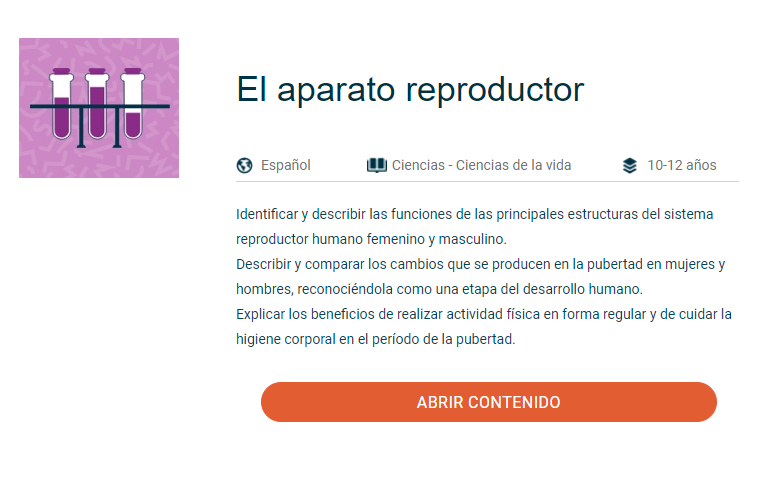 El aparato reproductor
Español
Ciencias - Ciencias de la vida
10-12 años
Identificar y describir las funciones de las principales estructuras del sistema
reproductor humano femenino y masculino.
Describir y comparar los cambios que se producen en la pubertad en mujeres y
hombres, reconociéndola como una etapa del desarrollo humano.
Explicar los beneficios de realizar actividad física en forma regular y de cuidar la
higiene corporal en el período de la pubertad.
ABRIR CONTENIDO